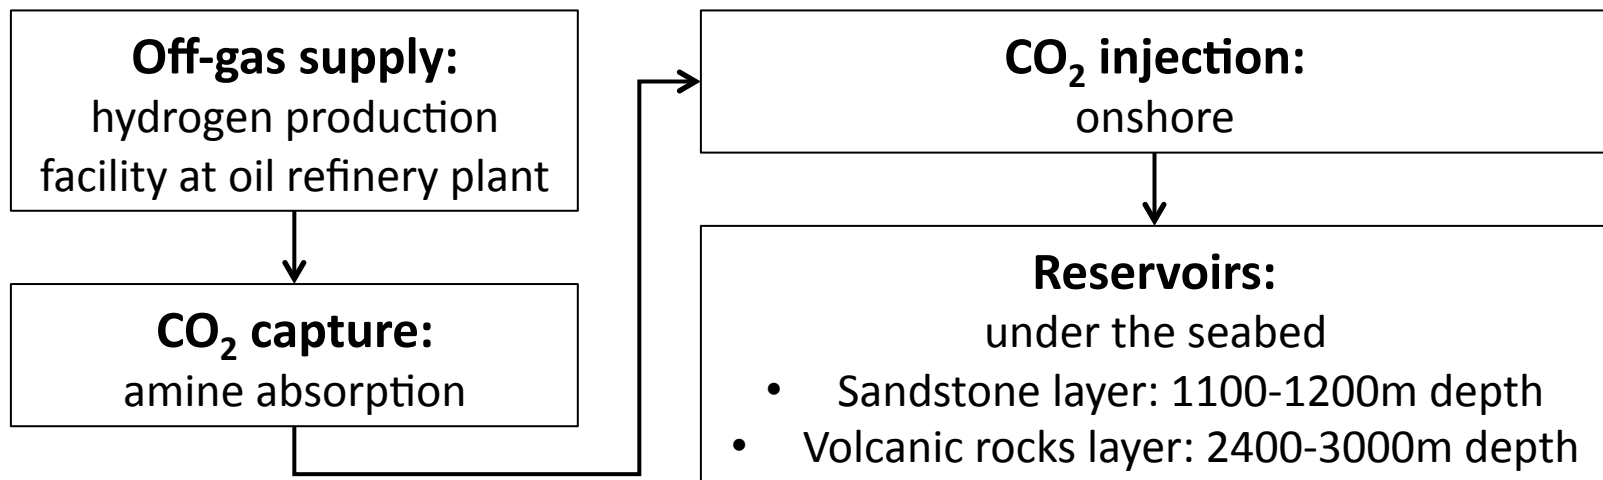 Off-gas supply:
hydrogen production
facility at oil refinery plant
CO₂ capture:
amine absorption
CO₂ injection:
onshore
Reservoirs:
under the seabed
• Sandstone layer: 1100-1200m depth
• Volcanic rocks layer: 2400-3000m depth